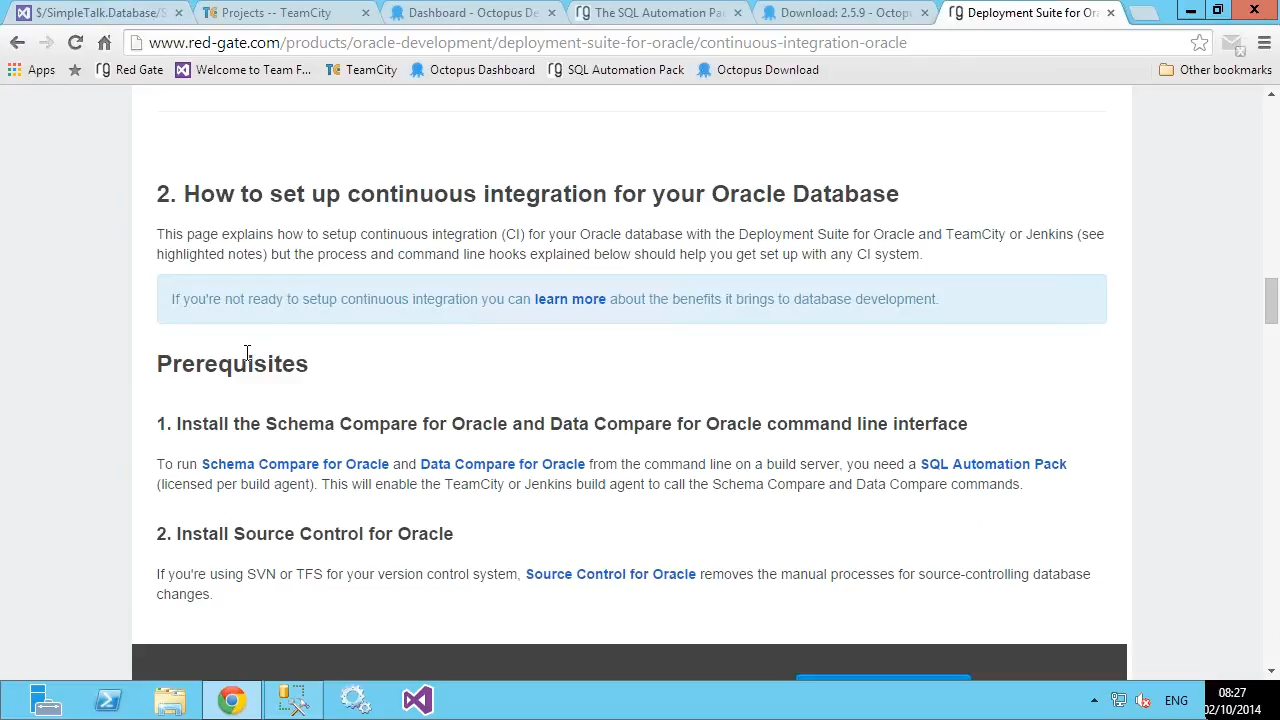 $/SimpleTalk.Database/S
Projects -- TeamCity
Dashboard - Octopus De
The SQL Automation Pac
Download: 2.5.9 - Octopu
Deployment Suite for Ora
www.red-gate.com/products/oracle-development/deployment-suite-for-oracle/continuous-integration-oracle
Apps
Red Gate
Welcome to Team F...
TeamCity
Octopus Dashboard
SQL Automation Pack
Octopus Download
Other bookmarks
2. How to set up continuous integration for your Oracle Database
This page explains how to setup continuous integration (CI) for your Oracle database with the Deployment Suite for Oracle and TeamCity or Jenkins (see
highlighted notes) but the process and command line hooks explained below should help you get set up with any CI system.
If you're not ready to setup continuous integration you can learn more about the benefits it brings to database development.
Prerequisites
1. Install the Schema Compare for Oracle and Data Compare for Oracle command line interface
To run Schema Compare for Oracle and Data Compare for Oracle from the command line on a build server, you need a SQL Automation Pack
(licensed per build agent). This will enable the TeamCity or Jenkins build agent to call the Schema Compare and Data Compare commands.
2. Install Source Control for Oracle
If you're using SVN or TFS for your version control system, Source Control for Oracle removes the manual processes for source-controlling database
changes.
ENG
08:27
02/10/2014